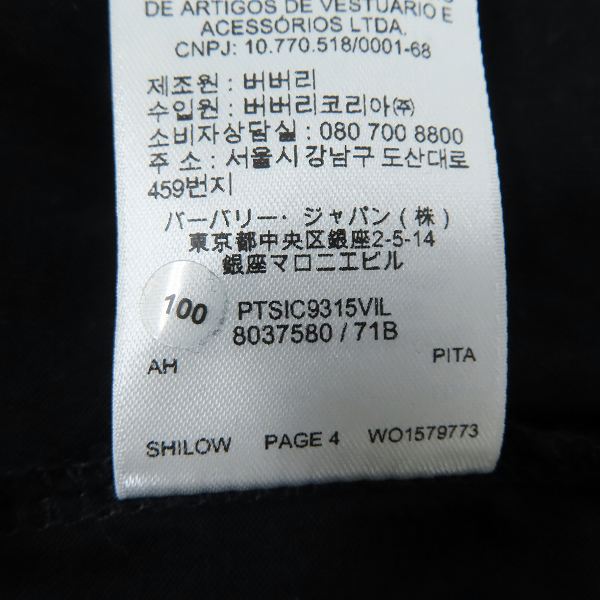 DE ARTIGOS DE VESTUÁRIO E
ACESSÓRIOS LTDA.
CNPJ: 10.770.518/0001-68
제조원 : 버버리
수입원 : 버버리코리아㈜
소비자상담실 : 080 700 8800
주 소 : 서울시 강남구 도산대로
459번지
バーバリー・ジャパン(株)
東京都中央区銀座2-5-14
銀座マロニエビル
100
PTSIC9315VIL
8037580 / 71B
AH PITA
SHILOW PAGE 4 WO1579773